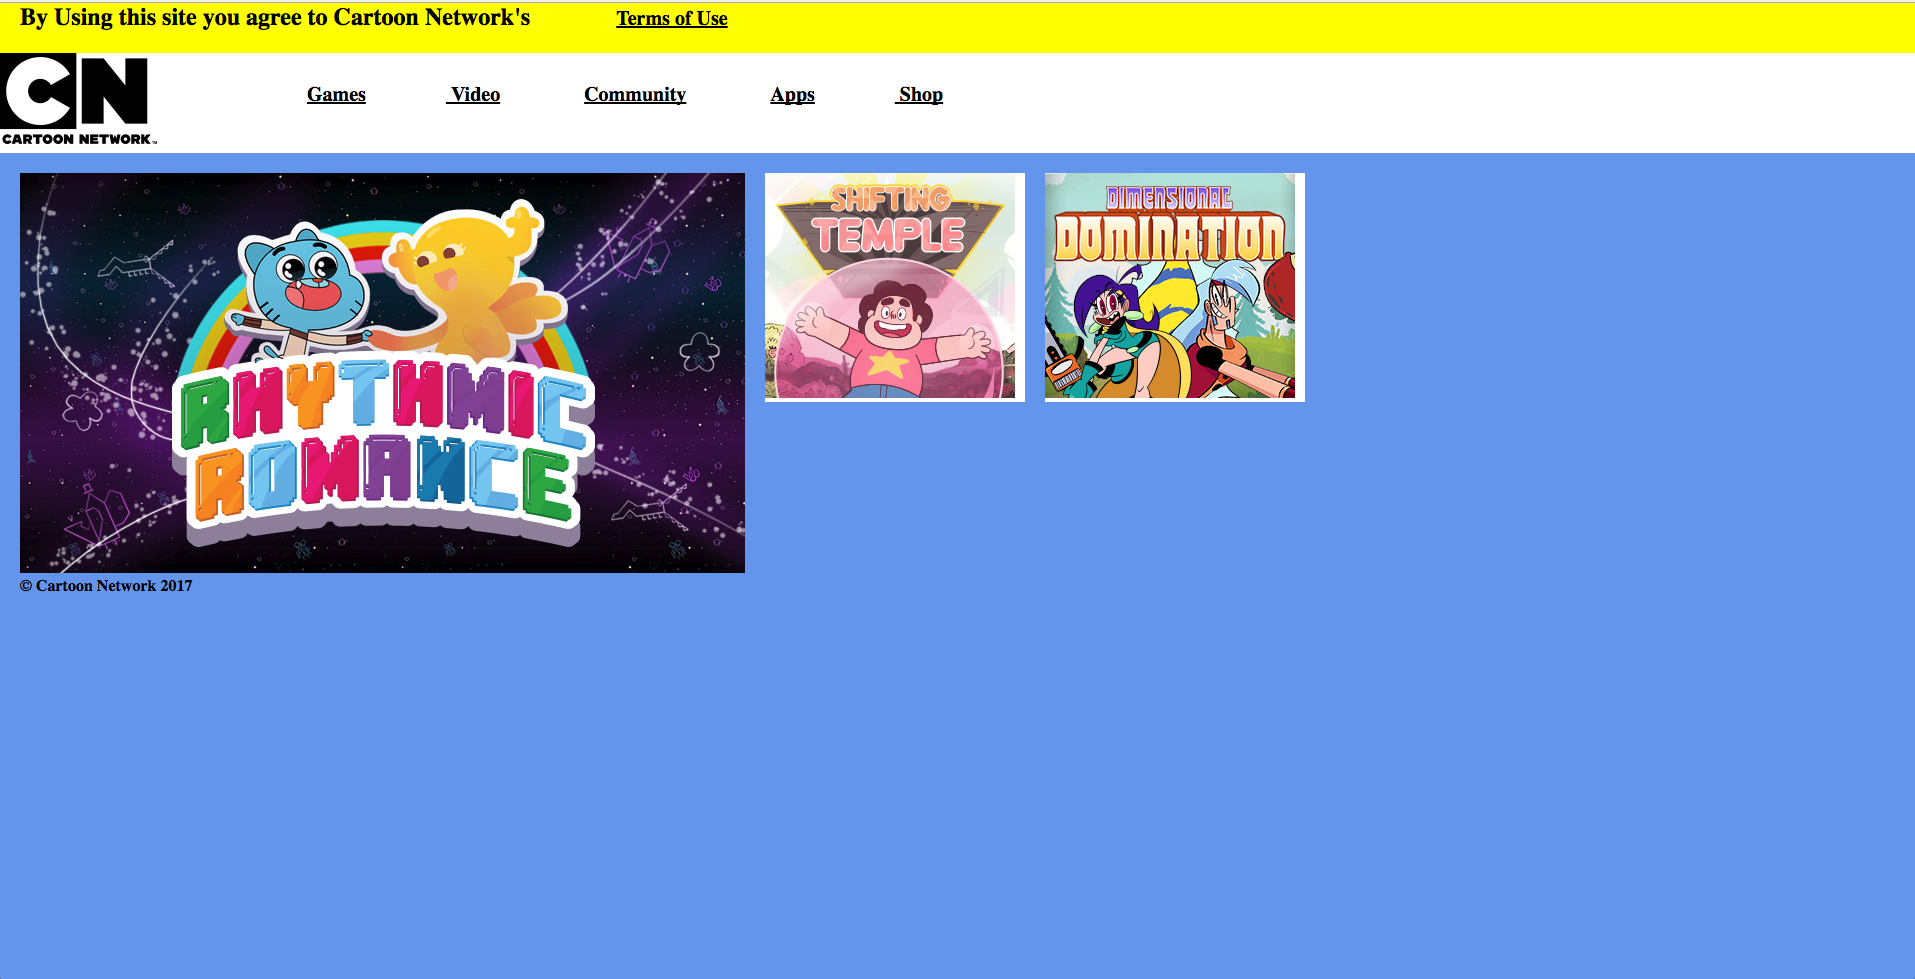 By Using this site you agree to Cartoon Network's Terms of Use
CN
CARTOON NETWORK™
Games Video Community Apps Shop
RHYTHMIC
ROMANCE
SHIFTING
TEMPLE
DIMENSIONAL
DOMINATION
© Cartoon Network 2017